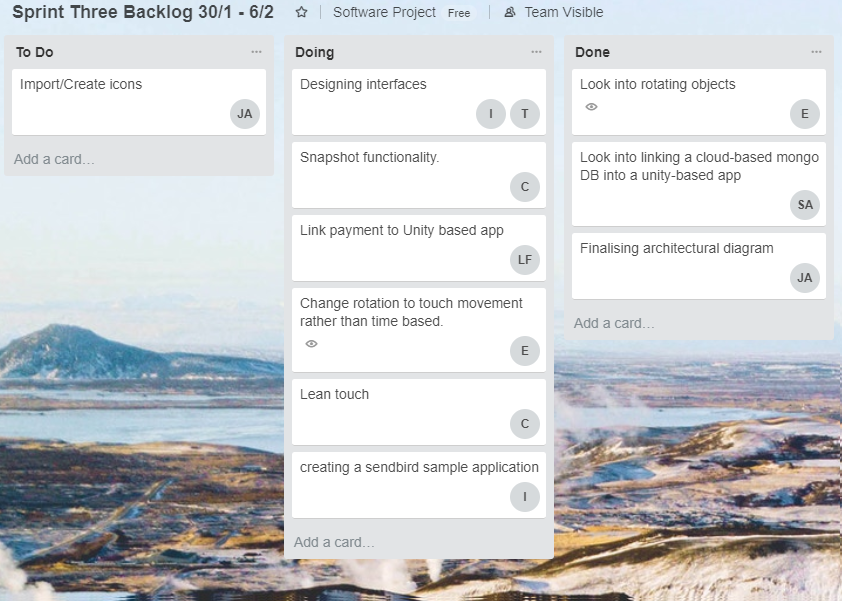 Sprint Three Backlog 30/1 - 6/2
Software Project
Free
Team Visible
To Do
Import/Create icons
JA
Add a card...
Doing
Designing interfaces
I
T
Snapshot functionality.
C
Link payment to Unity based app
LF
Change rotation to touch movement
rather than time based.
E
Lean touch
C
creating a sendbird sample application
I
Add a card...
Done
Look into rotating objects
E
Look into linking a cloud-based mongo
DB into a unity-based app
SA
Finalising architectural diagram
JA
Add a card...